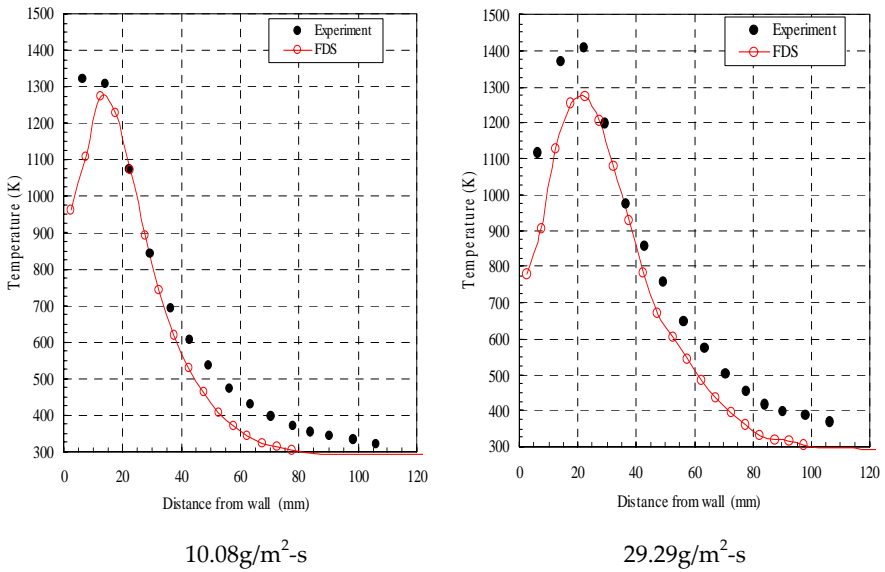 1500
1400
1300
1200
1100
1000
900
800
700
600
500
400
300
Temperature (K)
Experiment
FDS
0 20 40 60 80 100 120
Distance from wall (mm)
10.08g/m²-s
1500
1400
1300
1200
1100
1000
900
800
700
600
500
400
300
Temperature (K)
Experiment
FDS
0 20 40 60 80 100 120
Distance from wall (mm)
29.29g/m²-s